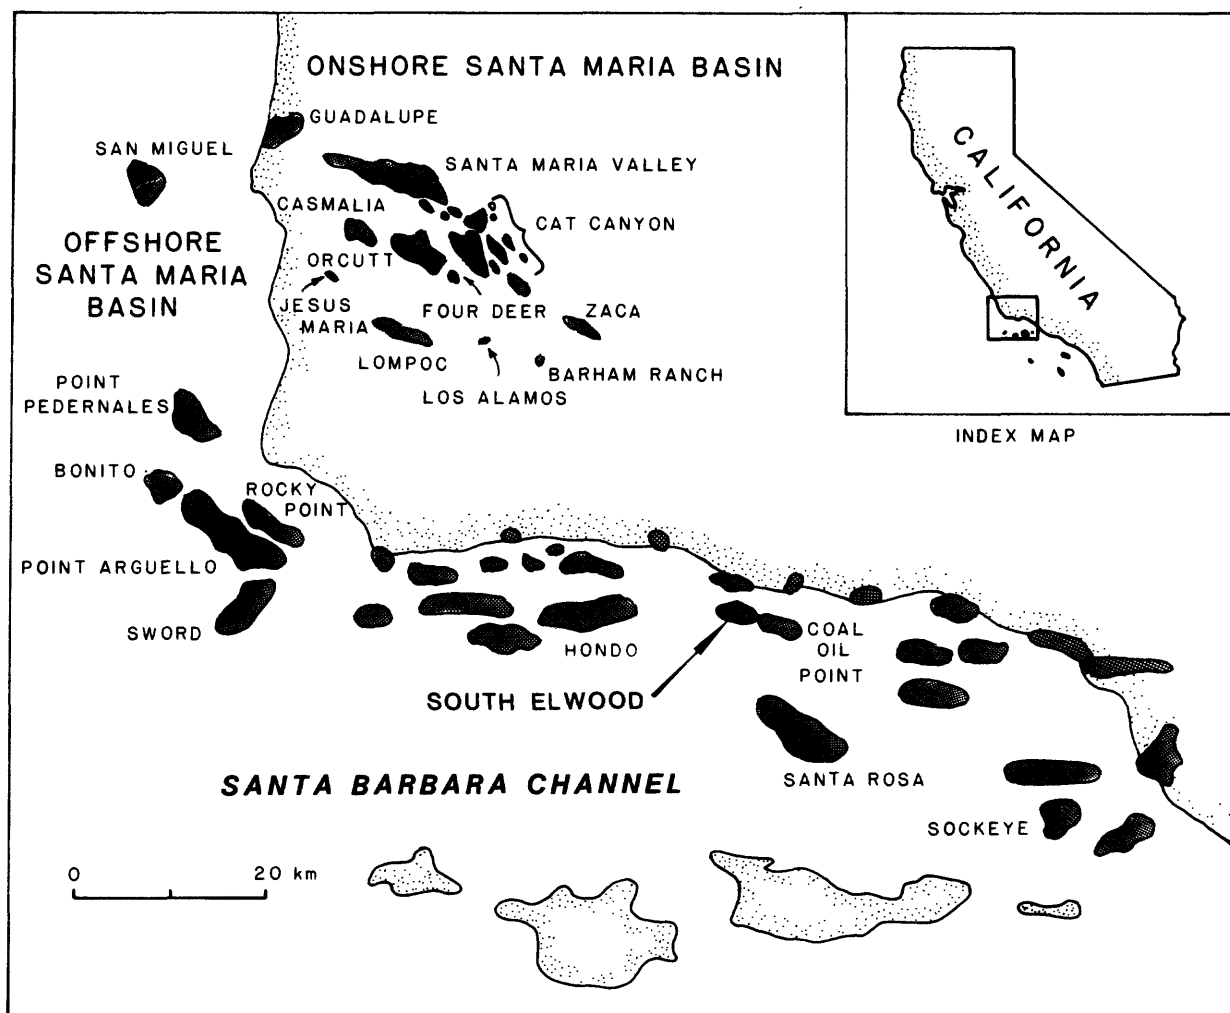 ONSHORE SANTA MARIA BASIN
GUADALUPE
SAN MIGUEL
SANTA MARIA VALLEY
CASMALIA
CAT CANYON
OFFSHORE
SANTA MARIA
BASIN
ORCUTT
JESUS
MARIA
FOUR DEER
ZACA
LOMPOC
BARHAM RANCH
LOS ALAMOS
POINT
PEDERNALES
CALIFORNIA
INDEX MAP
BONITO
ROCKY
POINT
POINT ARGUELLO
SWORD
HONDO
COAL
OIL
POINT
SOUTH ELWOOD
SANTA BARBARA CHANNEL
SANTA ROSA
SOCKEYE
0 20 km